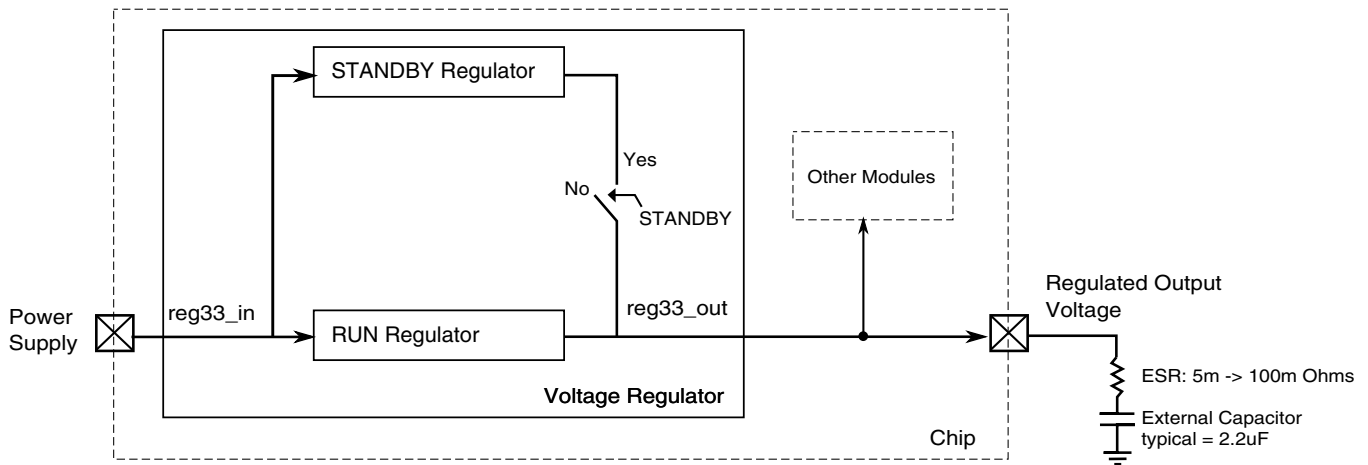 STANDBY Regulator
Yes
No
STANDBY
Other Modules
Power
Supply
reg33_in
RUN Regulator
reg33_out
Regulated Output
Voltage
Voltage Regulator
ESR: 5m -> 100m Ohms
External Capacitor
typical = 2.2uF
Chip